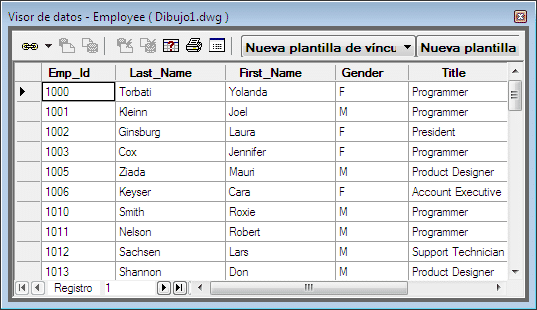 Visor de datos - Employee ( Dibujo1.dwg )
Nueva plantilla de víncu Nueva plantilla
Emp_Id Last_Name First_Name Gender Title
1000 Torbati Yolanda F Programmer
1001 Kleinn Joel M Programmer
1002 Ginsburg Laura F President
1003 Cox Jennifer F Programmer
1005 Ziada Mauri M Product Designer
1006 Keyser Cara F Account Executive
1010 Smith Roxie M Programmer
1011 Nelson Robert M Programmer
1012 Sachsen Lars M Support Technician
1013 Shannon Don M Product Designer
Registro 1